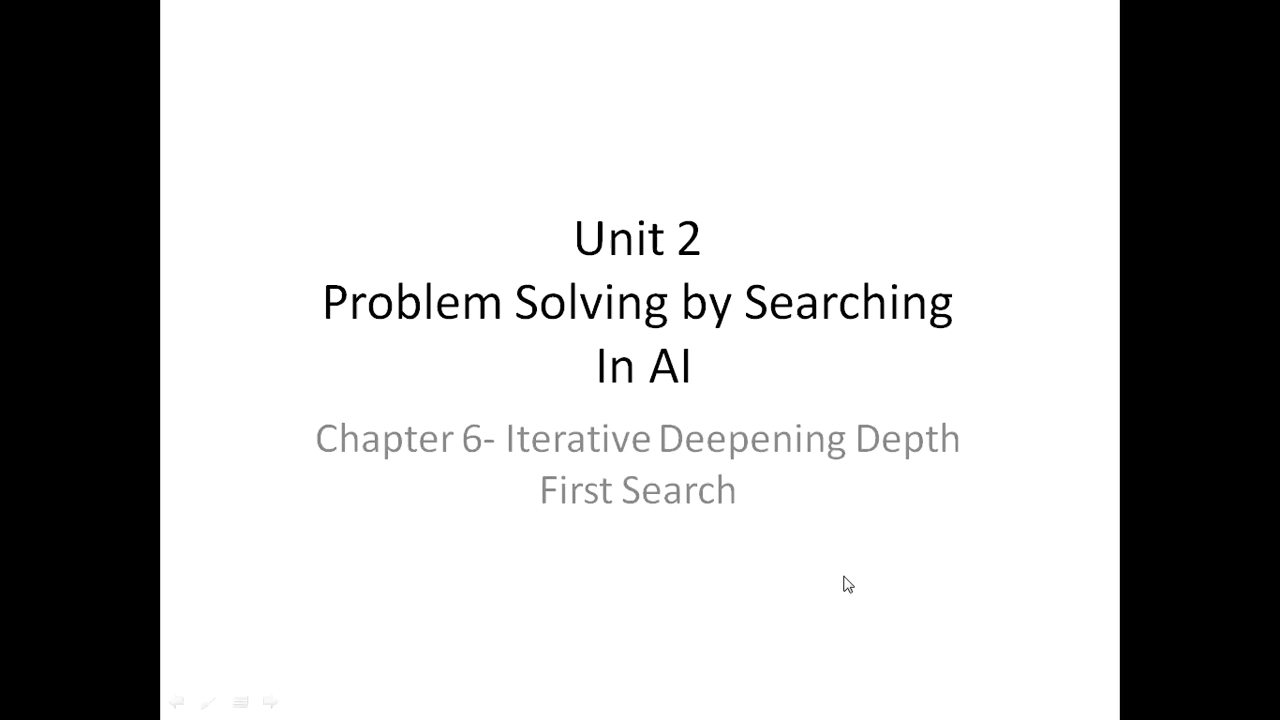 Unit 2
Problem Solving by Searching
In AI
Chapter 6- Iterative Deepening Depth
First Search